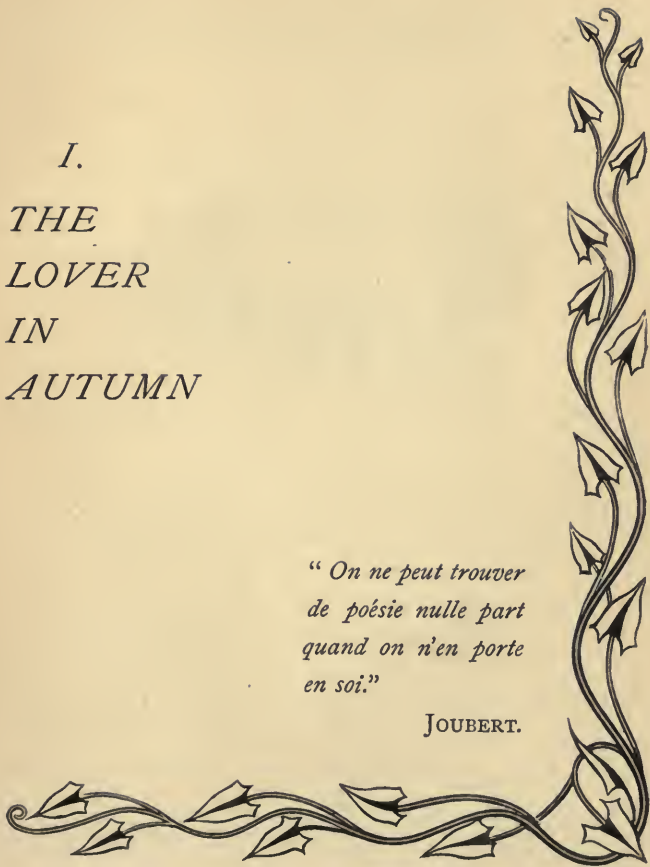 I.
THE
LOVER
IN
AUTUMN
“ On ne peut trouver
de poésie nulle part
quand on n’en porte
en soi.”
JOUBERT.